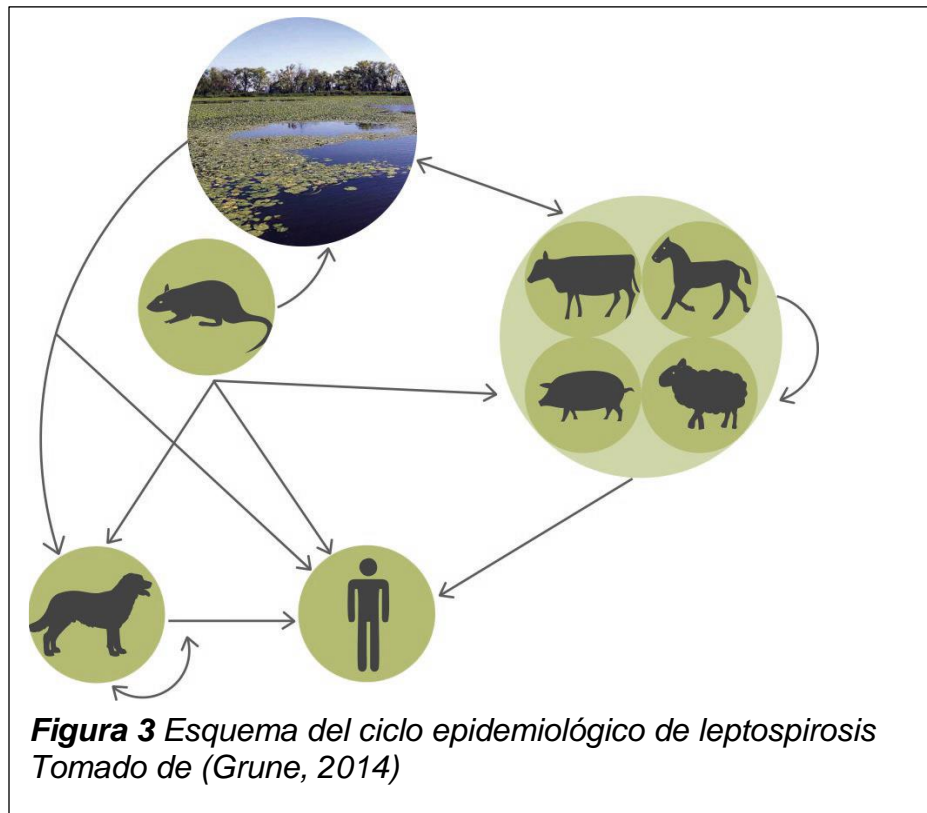 Figura 3 Esquema del ciclo epidemiológico de leptospirosis
Tomado de (Grune, 2014)